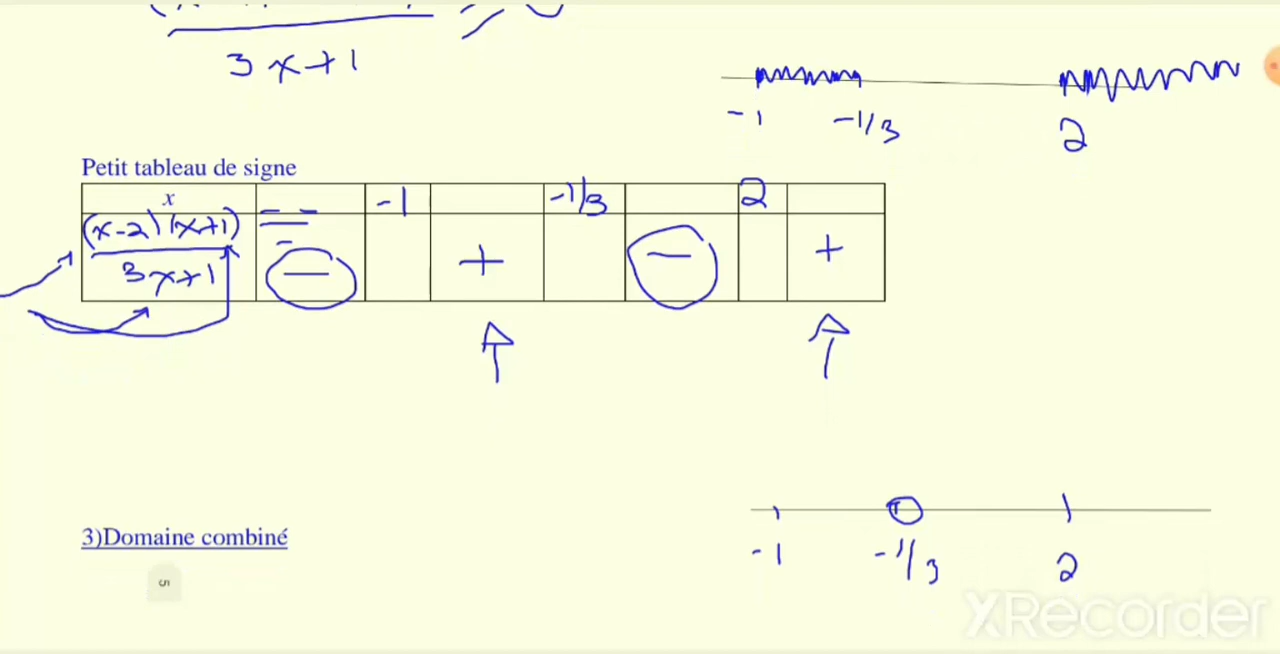 3x+1
-1 -1/3 2
Petit tableau de signe
x -1 -1/3 2
(x-2)(x+1) - -
3x+1 -
- + - +
-1 -1/3 2
3)Domaine combiné
5
XRecorder